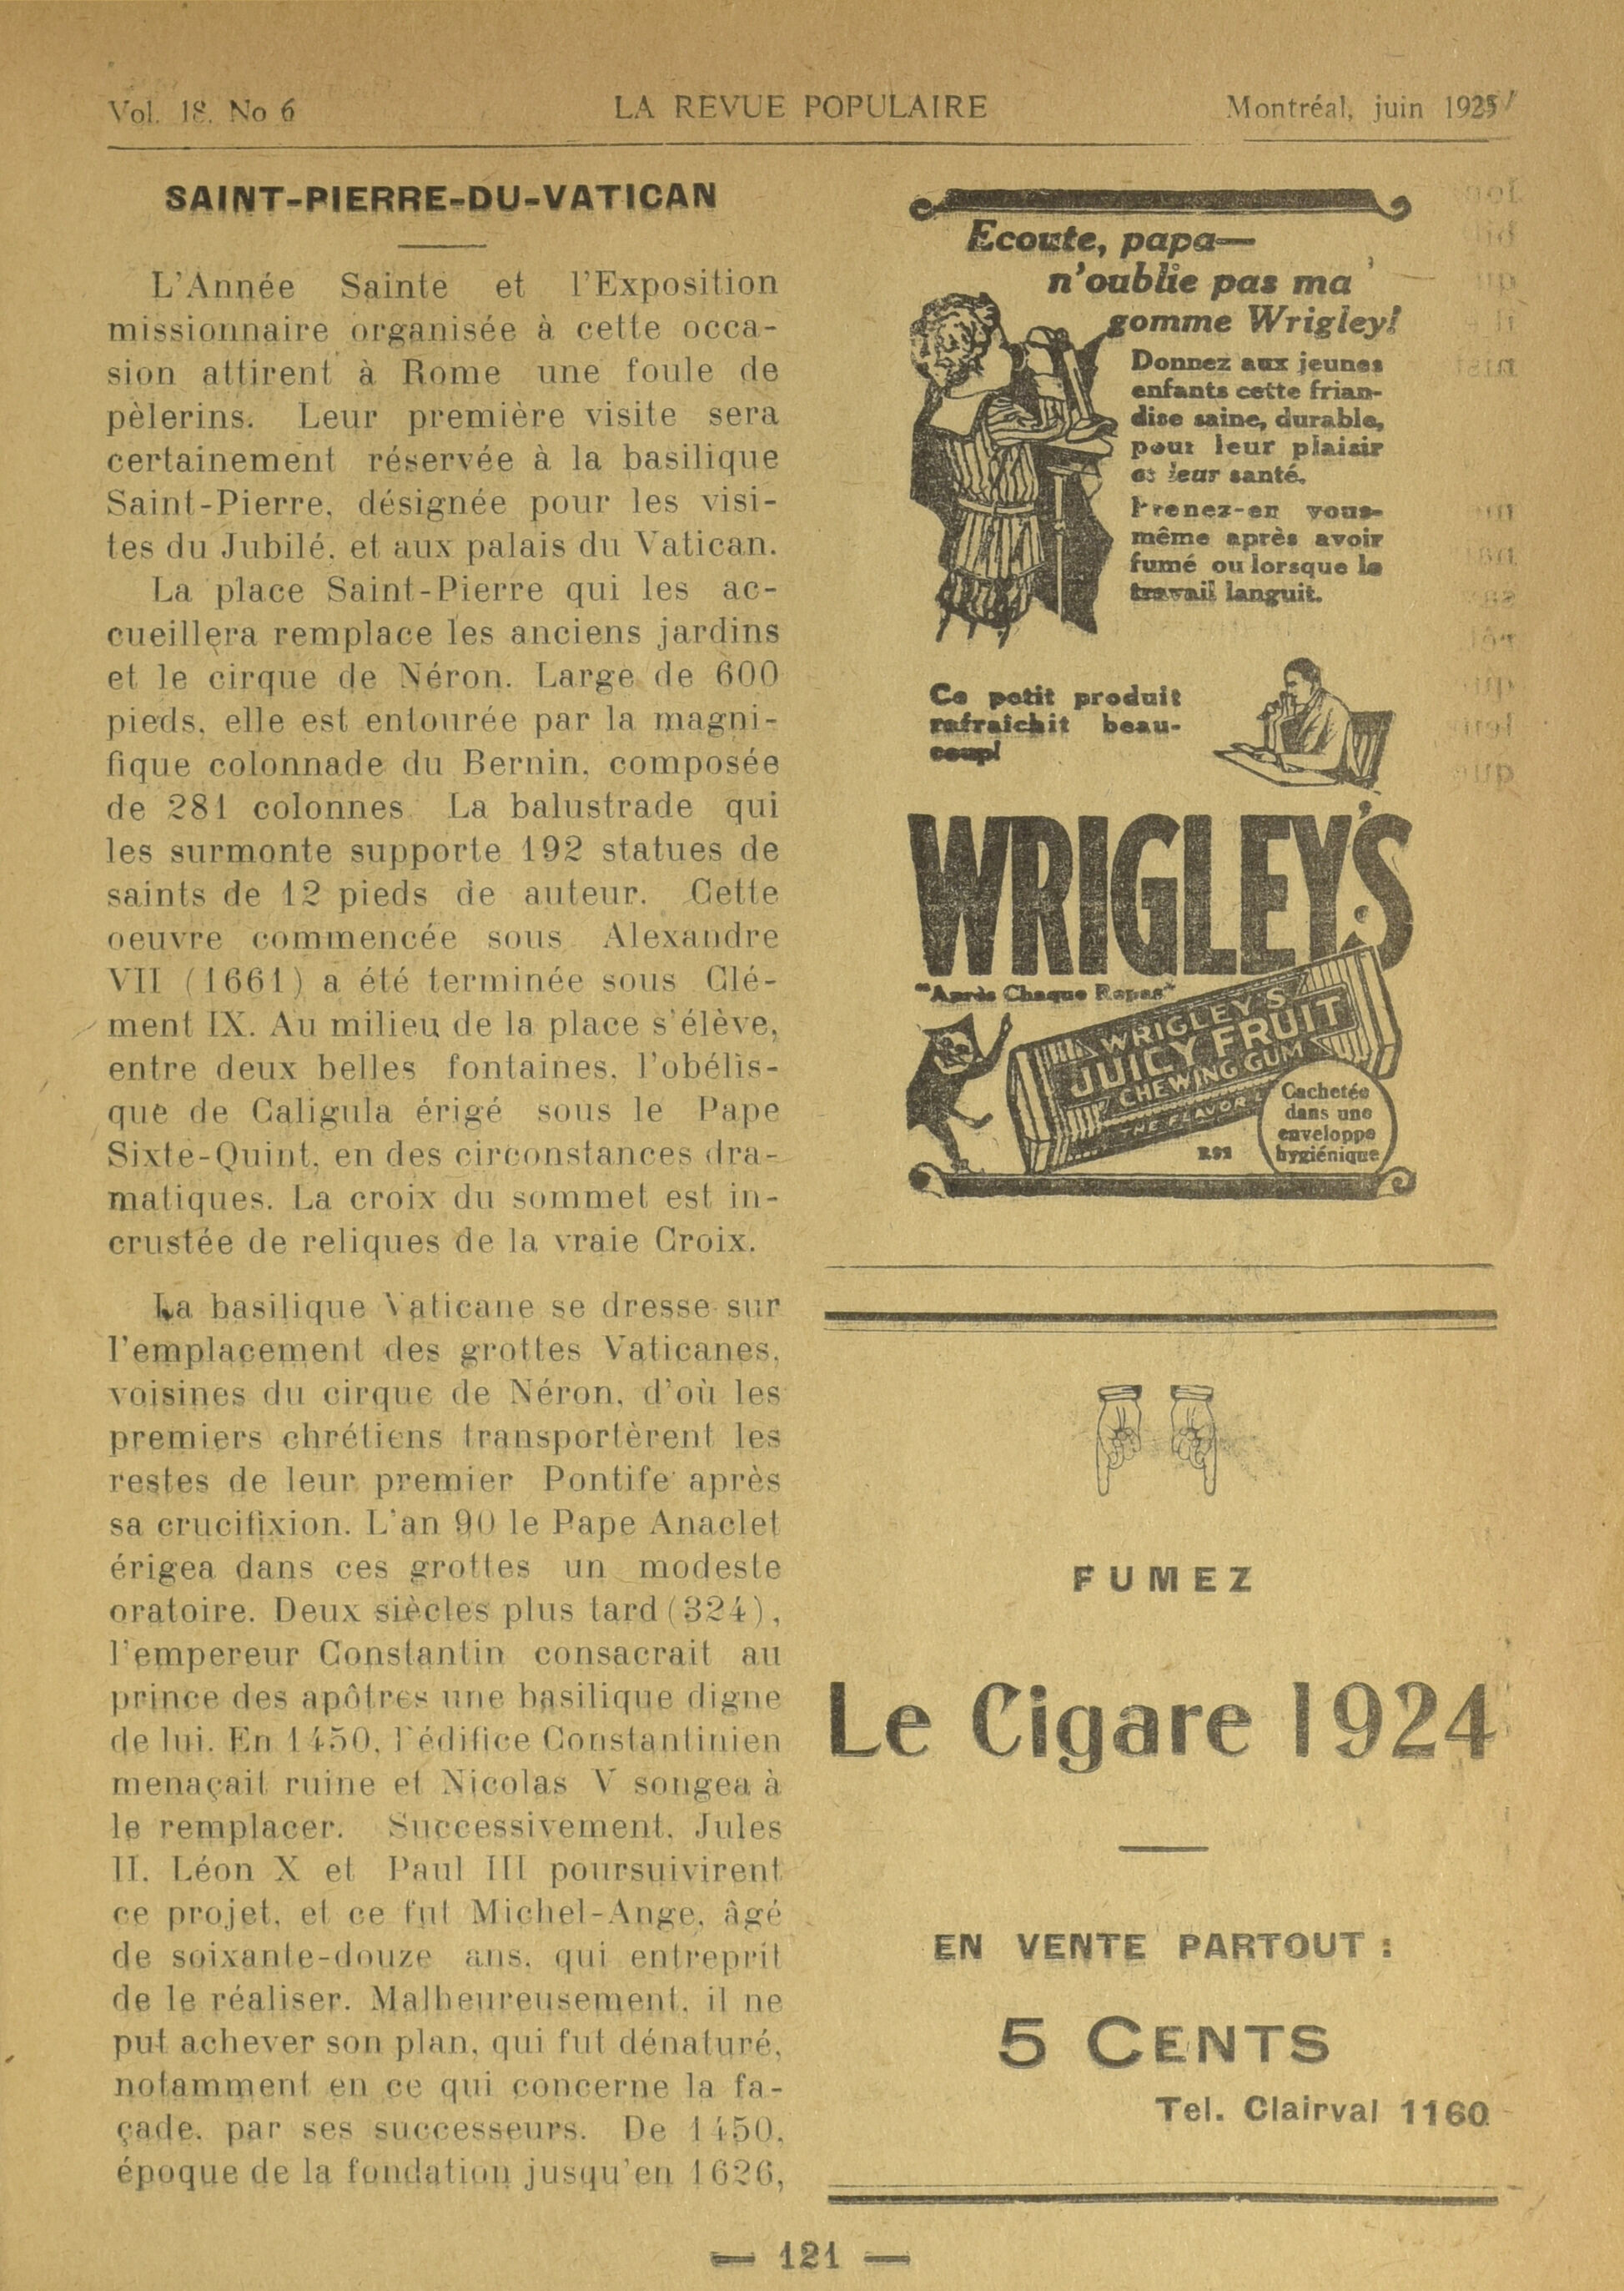 Vol. 18. No 6 LA REVUE POPULAIRE Montréal, juin 1925
SAINT-PIERRE-DU-VATICAN
L'Année Sainte et l'Exposition
missionnaire organisée à cette occa-
sion attirent à Rome une foule de
pèlerins. Leur première visite sera
certainement réservée à la basilique
Saint-Pierre, désignée pour les visi-
tes du Jubilé, et aux palais du Vatican.
La place Saint-Pierre qui les ac-
cueillera remplace les anciens jardins
et le cirque de Néron. Large de 600
pieds, elle est entourée par la magni-
fique colonnade du Bernin, composée
de 281 colonnes. La balustrade qui
les surmonte supporte 192 statues de
saints de 12 pieds de auteur. Cette
oeuvre commencée sous Alexandre
VII (1661) a été terminée sous Clé-
ment IX. Au milieu de la place s'élève,
entre deux belles fontaines, l'obélis-
que de Caligula érigé sous le Pape
Sixte-Quint, en des circonstances dra-
matiques. La croix du sommet est in-
crustée de reliques de la vraie Croix.
La basilique Vaticane se dresse sur
l'emplacement des grottes Vaticanes,
voisines du cirque de Néron, d'où les
premiers chrétiens transportèrent les
restes de leur premier Pontife après
sa crucifixion. L'an 90 le Pape Anaclet
érigea dans ces grottes un modeste
oratoire. Deux siècles plus tard (324),
l'empereur Constantin consacrait au
prince des apôtres une basilique digne
de lui. En 1450, l'édifice Constantinien
menaçait ruine et Nicolas V songea à
le remplacer. Successivement, Jules
II, Léon X et Paul III poursuivirent
ce projet, et ce fut Michel-Ange, âgé
de soixante-douze ans, qui entreprit
de le réaliser. Malheureusement, il ne
put achever son plan, qui fut dénaturé,
notamment en ce qui concerne la fa-
çade, par ses successeurs. De 1450,
époque de la fondation jusqu'en 1626,
Ecoute, papa—
n'oublie pas ma
gomme Wrigley!
Donnez aux jeunes
enfants cette frian-
dise saine, durable,
pour leur plaisir
et leur santé.
Prenez-en vous-
même après avoir
fumé ou lorsque le
travail languit.
Ce petit produit
rafraîchit beau-
coup!
WRIGLEY'S
"Après Chaque Repas"
WRIGLEY'S
JUICY FRUIT
CHEWING GUM
THE FLAVOR
Cachetée
dans une
enveloppe
hygiénique
R92
FUMEZ
Le Cigare 1924
EN VENTE PARTOUT :
5 CENTS
Tel. Clairval 1160
— 121 —